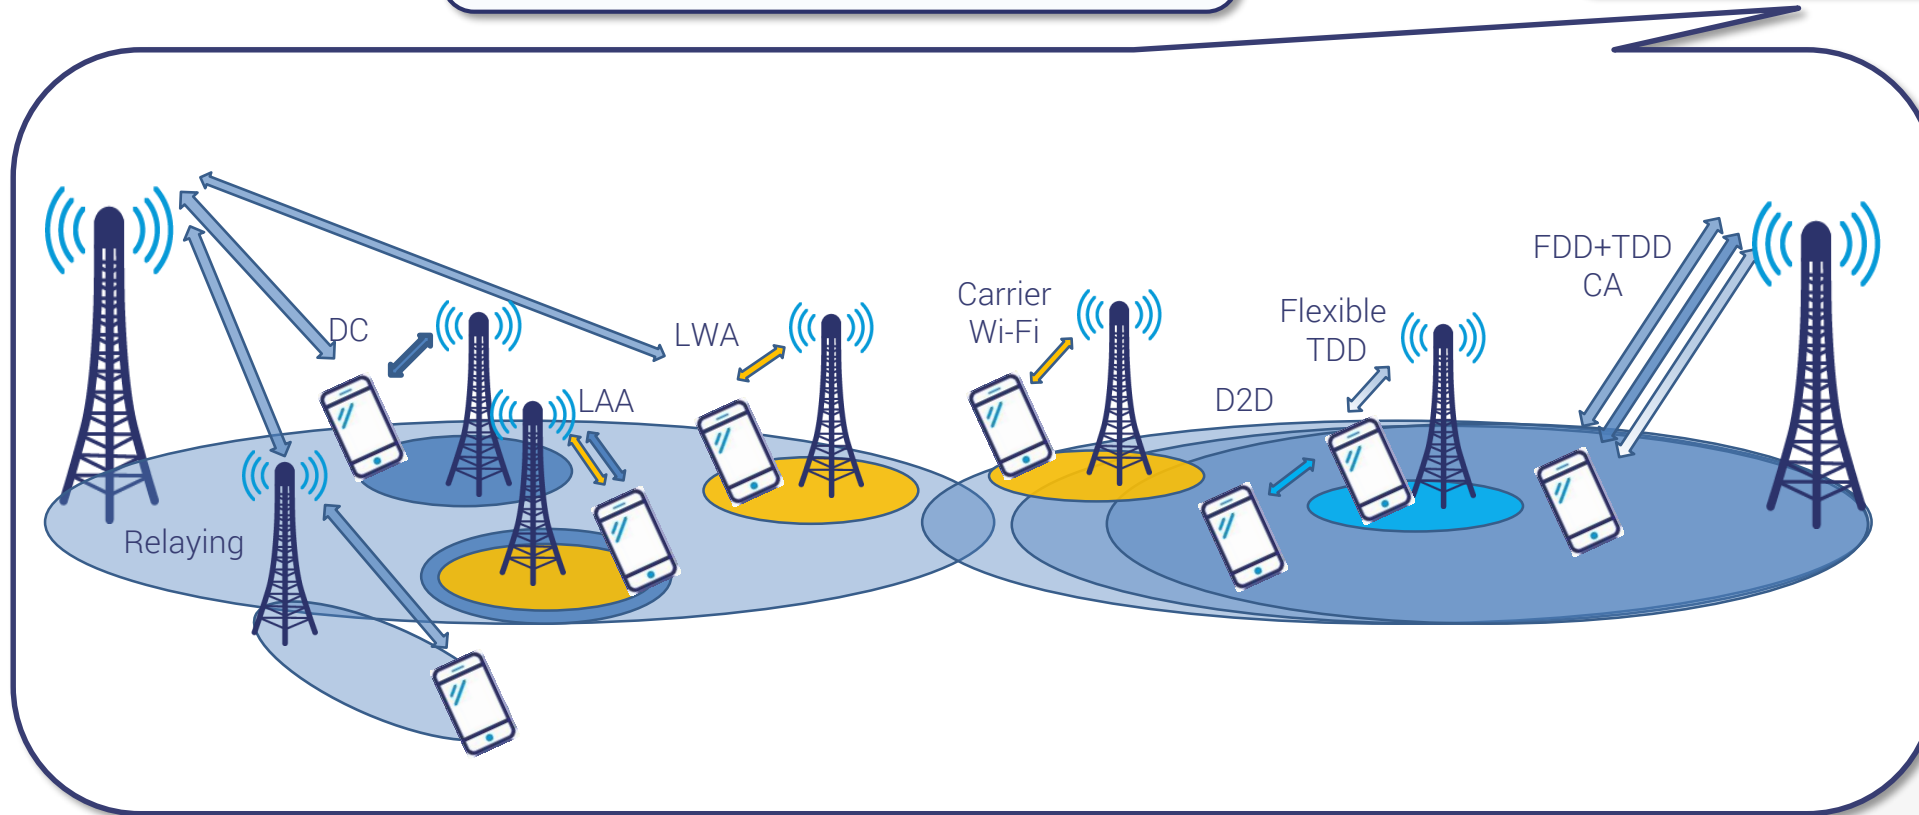 DC
LAA
LWA
Relaying
Carrier
Wi-Fi
D2D
Flexible
TDD
FDD+TDD
CA